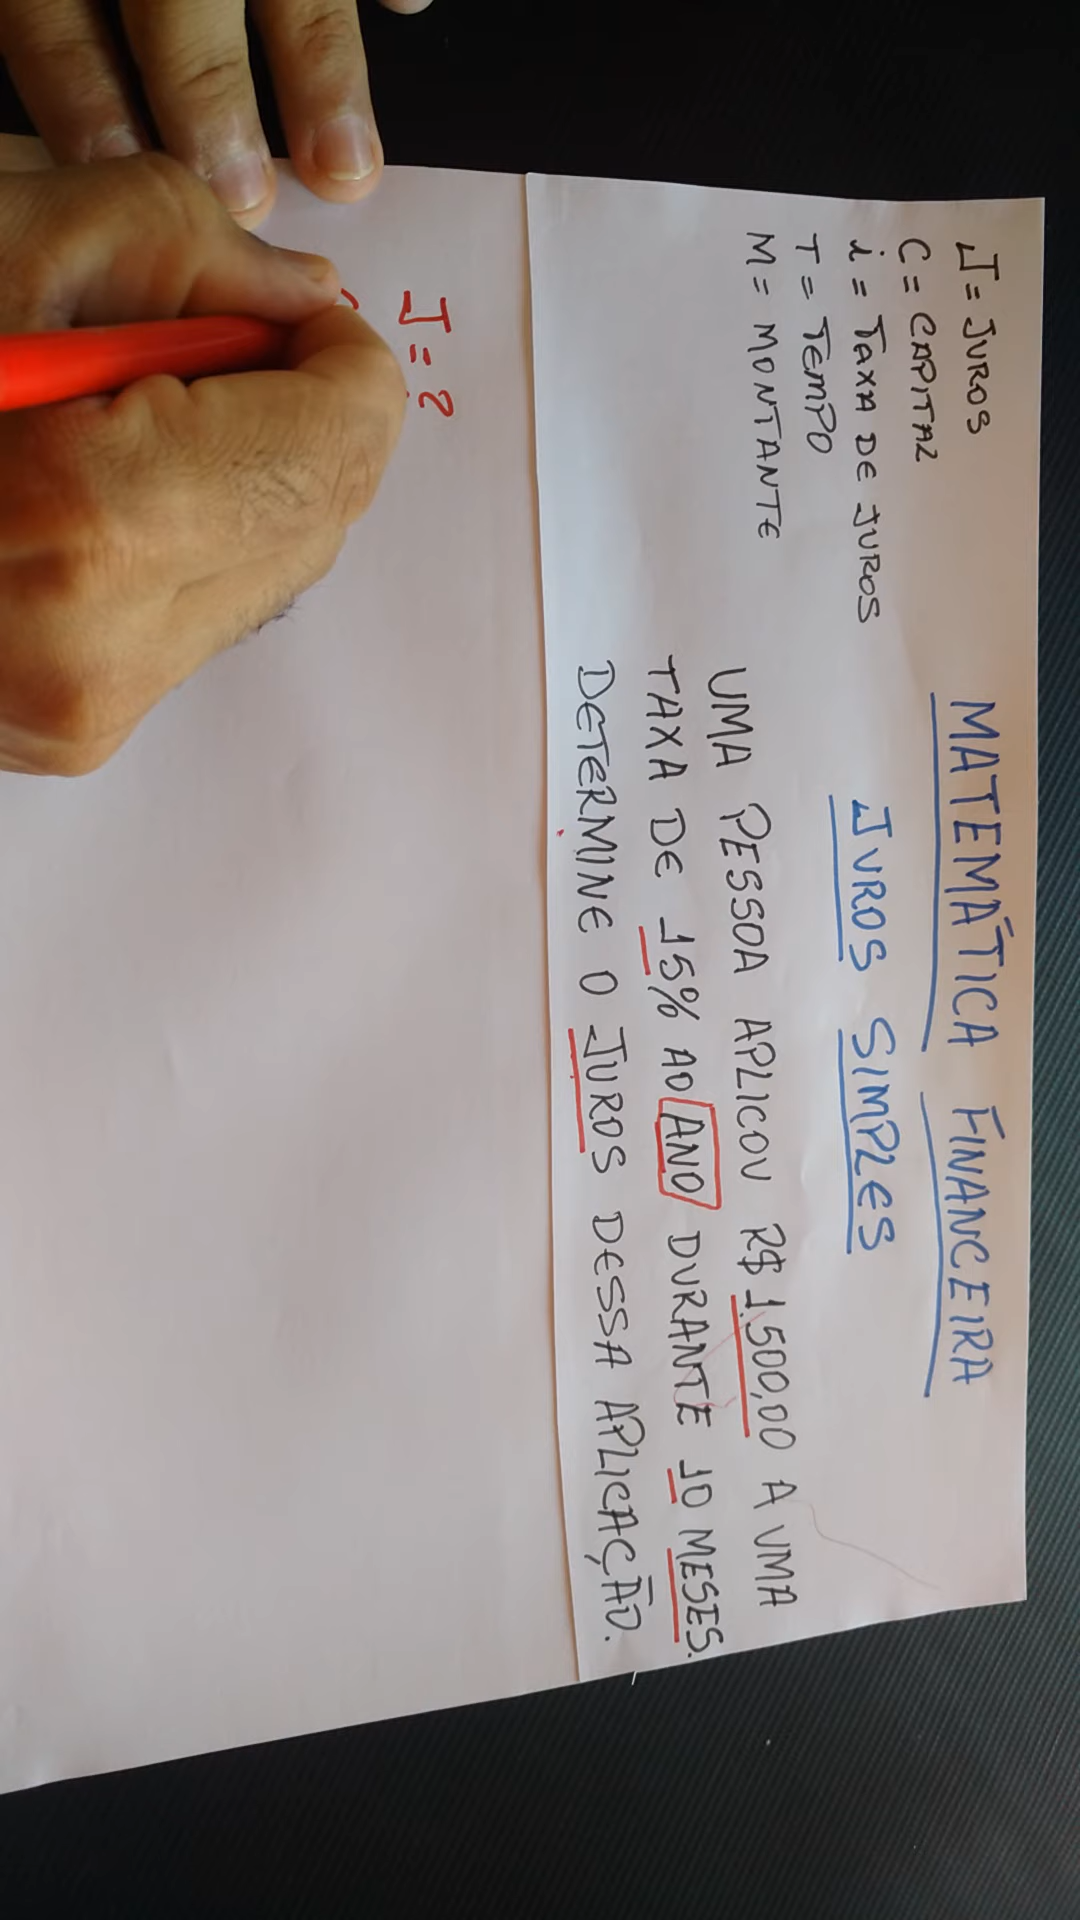 MATEMÁTICA FINANCEIRA
JUROS SIMPLES
J = JUROS
C = CAPITAL
i = TAXA DE JUROS
T = TEMPO
M = MONTANTE
UMA PESSOA APLICOU R$ 1.500,00 A UMA
TAXA DE 15% AO ANO DURANTE 10 MESES.
DETERMINE O JUROS DESSA APLICAÇÃO.
J = ?